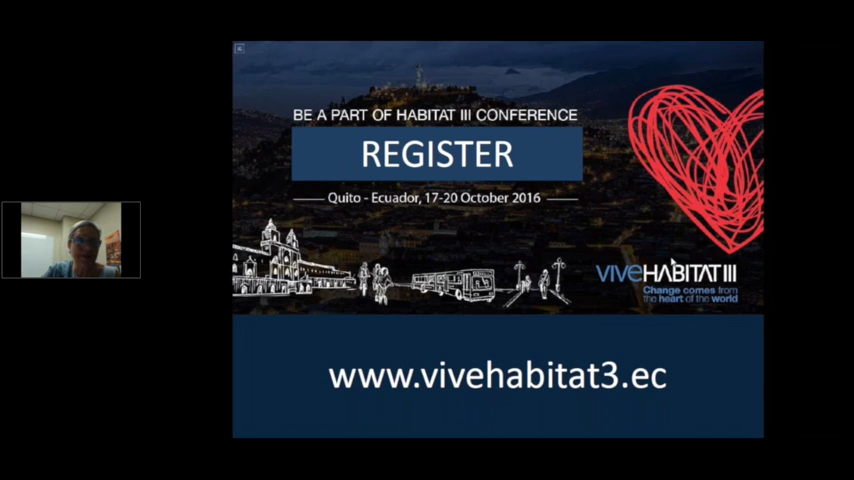 BE A PART OF HABITAT III CONFERENCE
REGISTER
Quito - Ecuador, 17-20 October 2016
VIVEHABITAT III
Change comes from
the heart of the world
www.vivehabitat3.ec